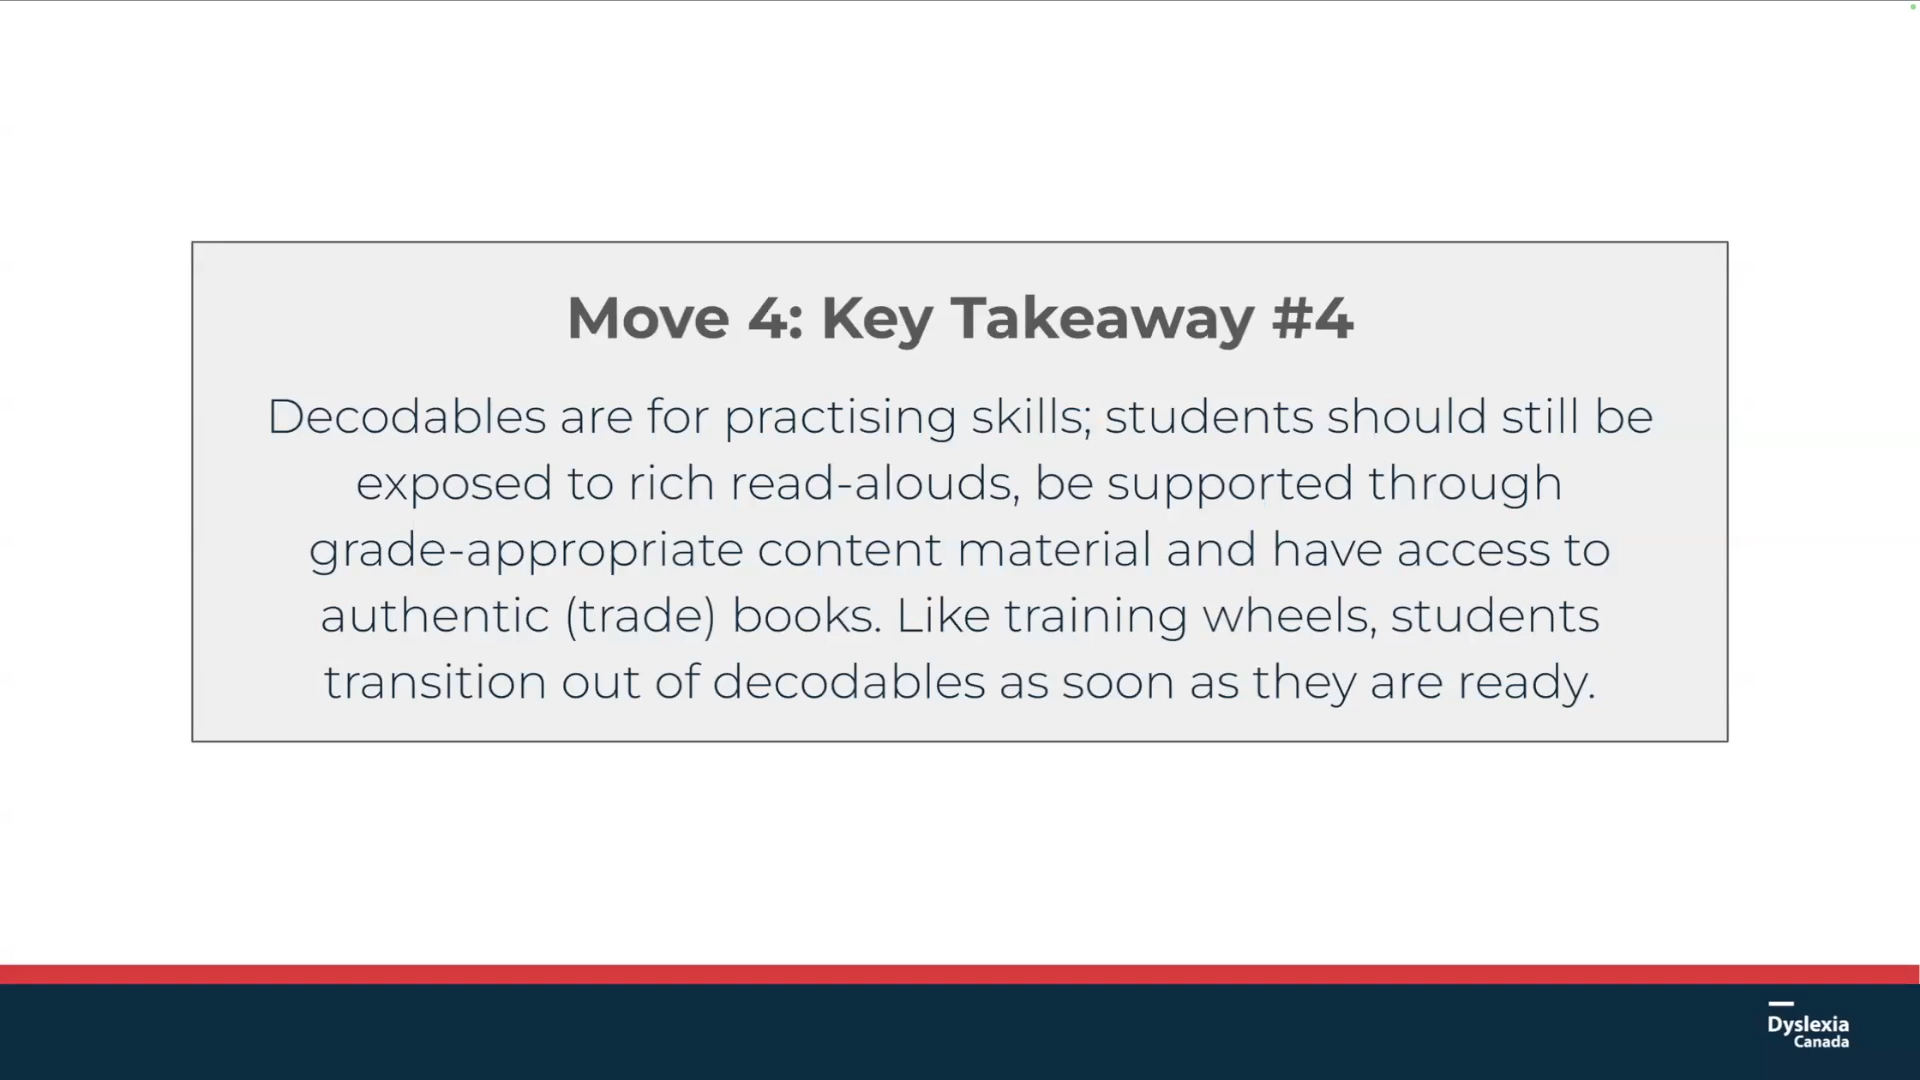 Move 4: Key Takeaway #4
Decodables are for practising skills; students should still be
exposed to rich read-alouds, be supported through
grade-appropriate content material and have access to
authentic (trade) books. Like training wheels, students
transition out of decodables as soon as they are ready.
Dyslexia
Canada